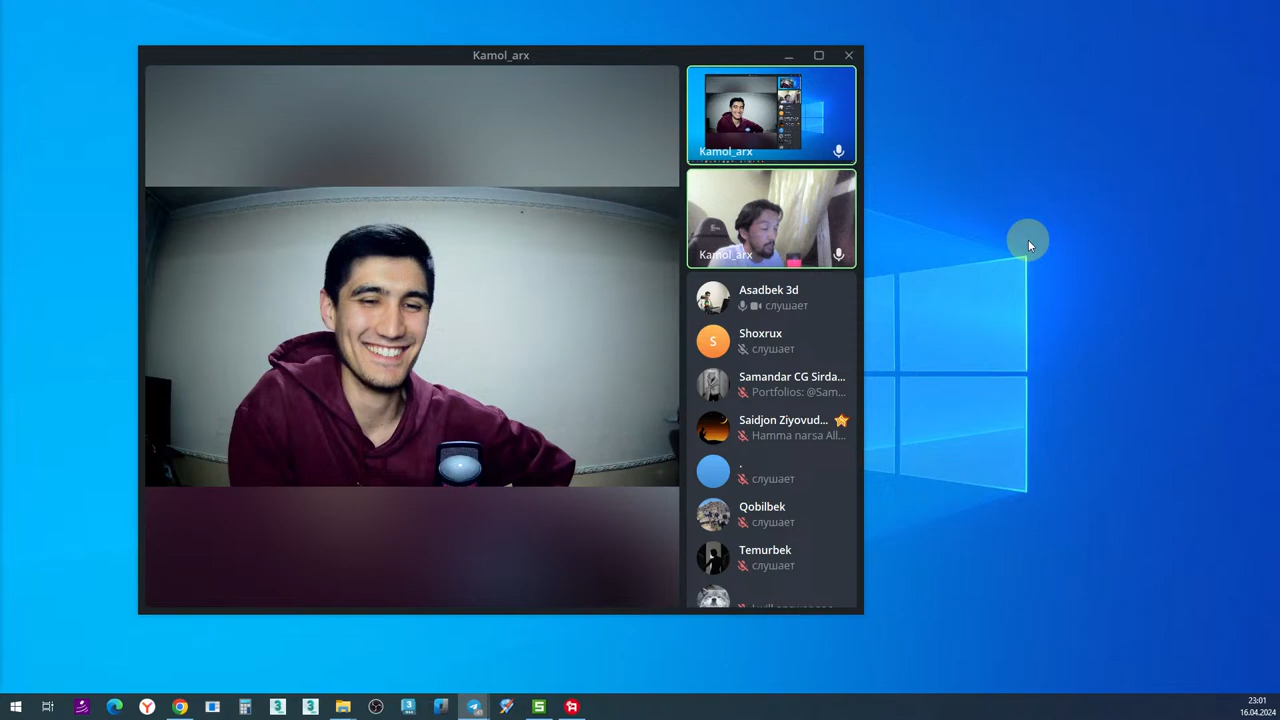 Kamol_arx
Kamol_arx
Kamol_arx
Asadbek 3d
слушает
S
Shoxrux
слушает
Samandar CG Sirda...
Portfolios: @Sam...
Saidjon Ziyovud...
Hamma narsa All...
.
слушает
Qobilbek
слушает
Temurbek
слушает
23:01
16.04.2024